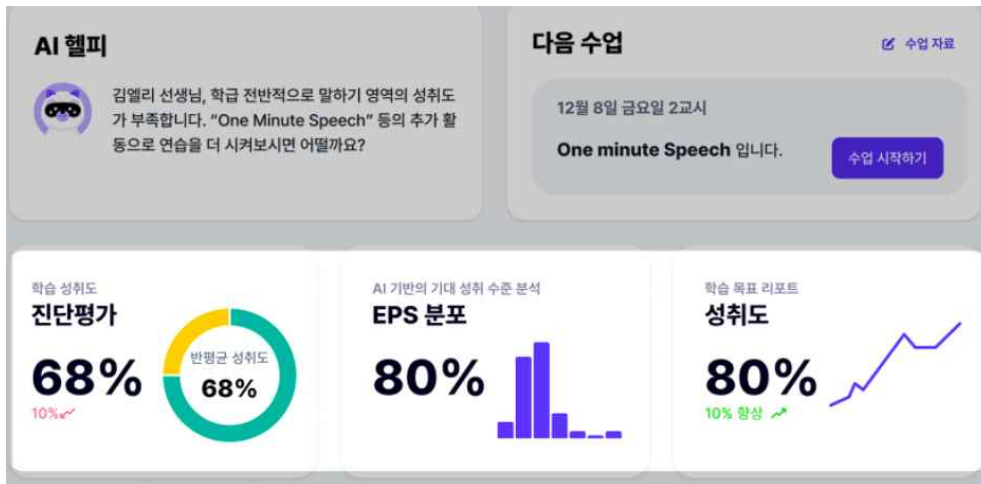 AI 헬피
김엘리 선생님, 학급 전반적으로 말하기 영역의 성취도
가 부족합니다. “One Minute Speech” 등의 추가 활
동으로 연습을 더 시켜보시면 어떨까요?
다음 수업
수업 자료
12월 8일 금요일 2교시
One minute Speech 입니다.
수업 시작하기
학습 성취도
진단평가
68%
10%
반평균 성취도
68%
AI 기반의 기대 성취 수준 분석
EPS 분포
80%
학습 목표 리포트
성취도
80%
10% 향상